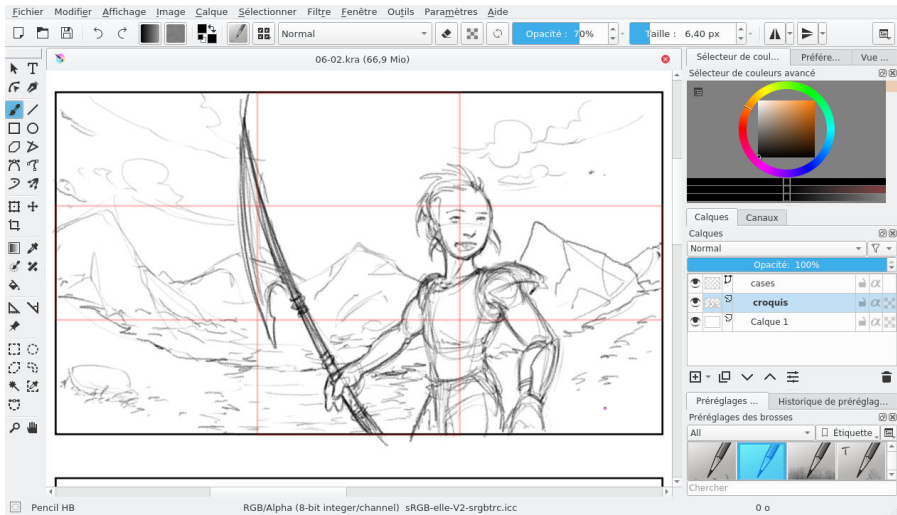 Fichier Modifier Affichage Image Calque Sélectionner Filtre Fenêtre Outils Paramètres Aide
Normal Opacité : 70% Taille : 6,40 px
06-02.kra (66,9 Mio)
Sélecteur de coul... Préfére... Vue ...
Sélecteur de couleurs avancé
Calques Canaux
Calques
Normal
Opacité: 100%
cases
croquis
Calque 1
Préréglages ... Historique de préréglag...
Préréglages des brosses
All Étiquette
Chercher
Pencil HB RGB/Alpha (8-bit integer/channel) sRGB-elle-V2-srgbtrc.icc 0 o